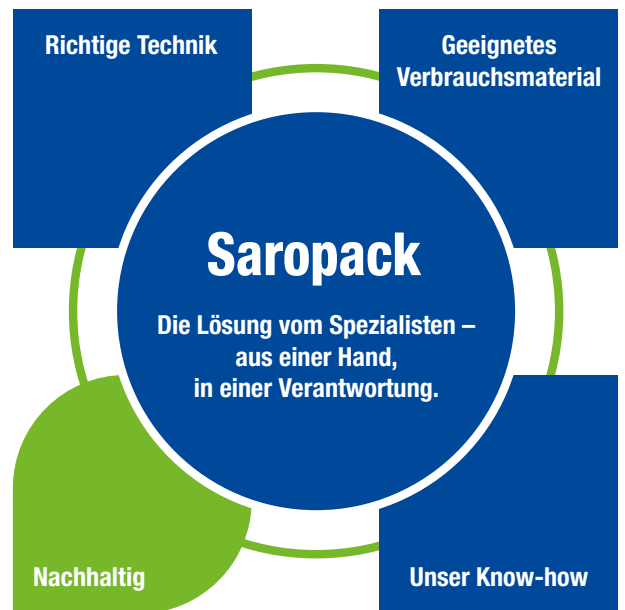 Richtige Technik
Geeignetes
Verbrauchsmaterial
Saropack
Die Lösung vom Spezialisten –
aus einer Hand,
in einer Verantwortung.
Nachhaltig
Unser Know-how